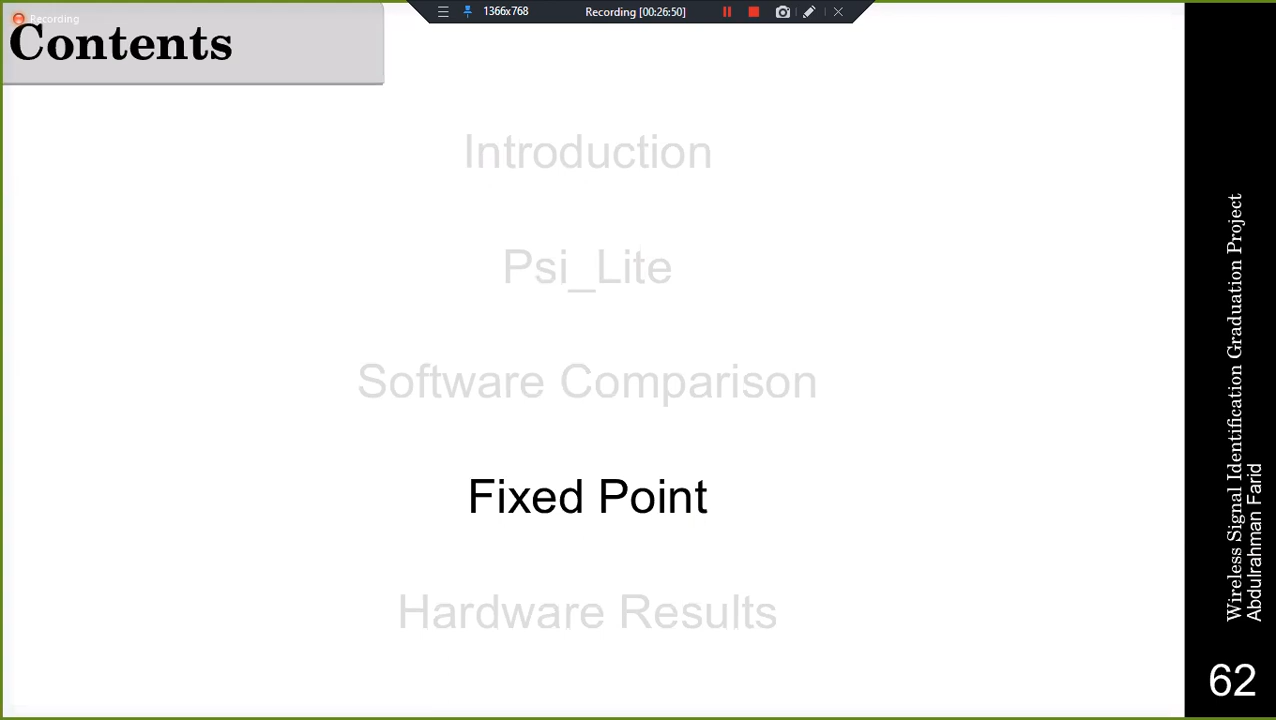 Recording
1366x768
Recording [00:26:50]
Contents
Introduction
Psi_Lite
Software Comparison
Fixed Point
Hardware Results
Wireless Signal Identification Graduation Project
Abdulrahman Farid
62